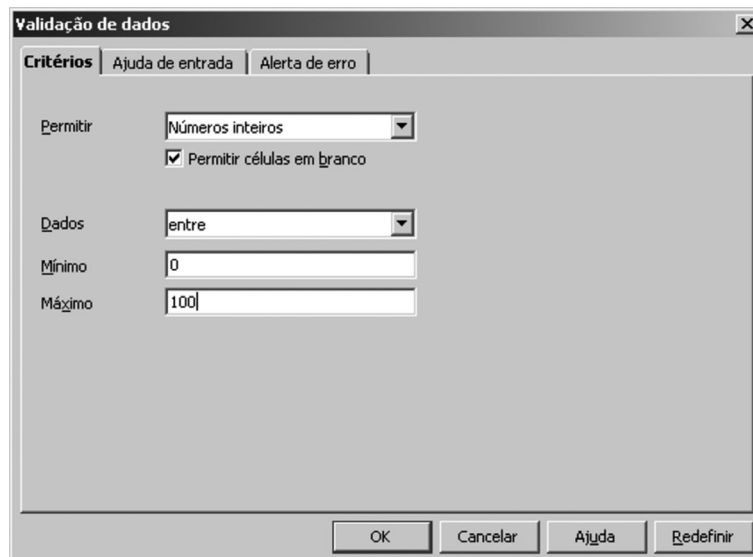 Validação de dados
Critérios Ajuda de entrada Alerta de erro
Permitir Números inteiros
Permitir células em branco
Dados entre
Mínimo 0
Máximo 100
OK Cancelar Ajuda Redefinir